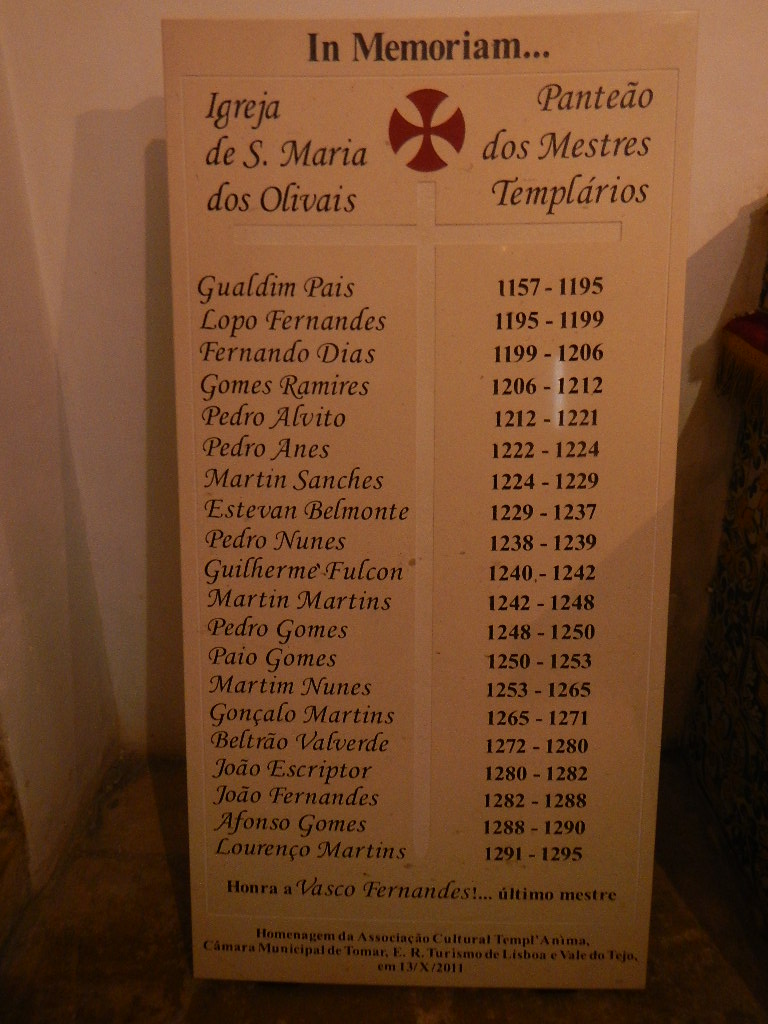 In Memoriam...
Igreja
de S. Maria
dos Olivais
Panteão
dos Mestres
Templários
Gualdim Pais 1157 - 1195
Lopo Fernandes 1195 - 1199
Fernando Dias 1199 - 1206
Gomes Ramires 1206 - 1212
Pedro Alvito 1212 - 1221
Pedro Anes 1222 - 1224
Martin Sanches 1224 - 1229
Estevan Belmonte 1229 - 1237
Pedro Nunes 1238 - 1239
Guilherme Fulcon 1240 - 1242
Martin Martins 1242 - 1248
Pedro Gomes 1248 - 1250
Paio Gomes 1250 - 1253
Martim Nunes 1253 - 1265
Gonçalo Martins 1265 - 1271
Beltrão Valverde 1272 - 1280
João Escriptor 1280 - 1282
João Fernandes 1282 - 1288
Afonso Gomes 1288 - 1290
Lourenço Martins 1291 - 1295
Honra a Vasco Fernandes!... último mestre
Homenagem da Associação Cultural Templ'Anima,
Câmara Municipal de Tomar, E. R. Turismo de Lisboa e Vale do Tejo,
em 13/X/2011